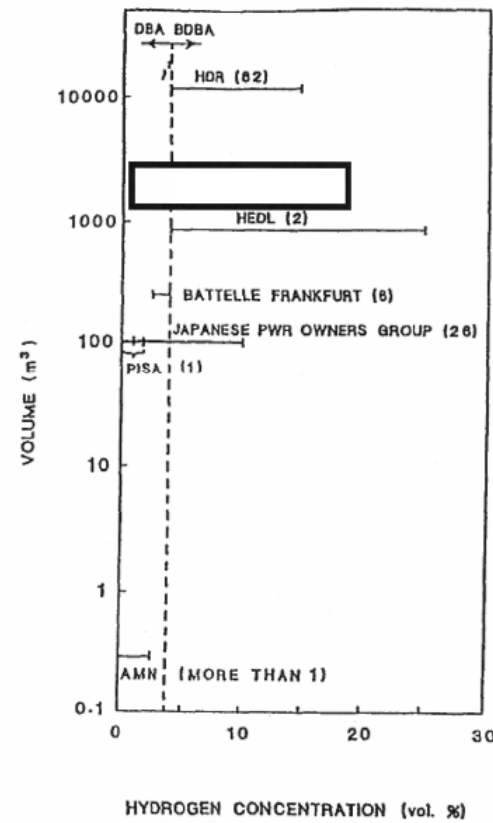 DBA BDBA
HDR (62)
10000
1000
HEDL (2)
BATTELLE FRANKFURT (6)
JAPANESE PWR OWNERS GROUP (26)
100
PISA (1)
VOLUME (m³)
10
1
AMN (MORE THAN 1)
0.1
0 10 20 30
HYDROGEN CONCENTRATION (vol. %)